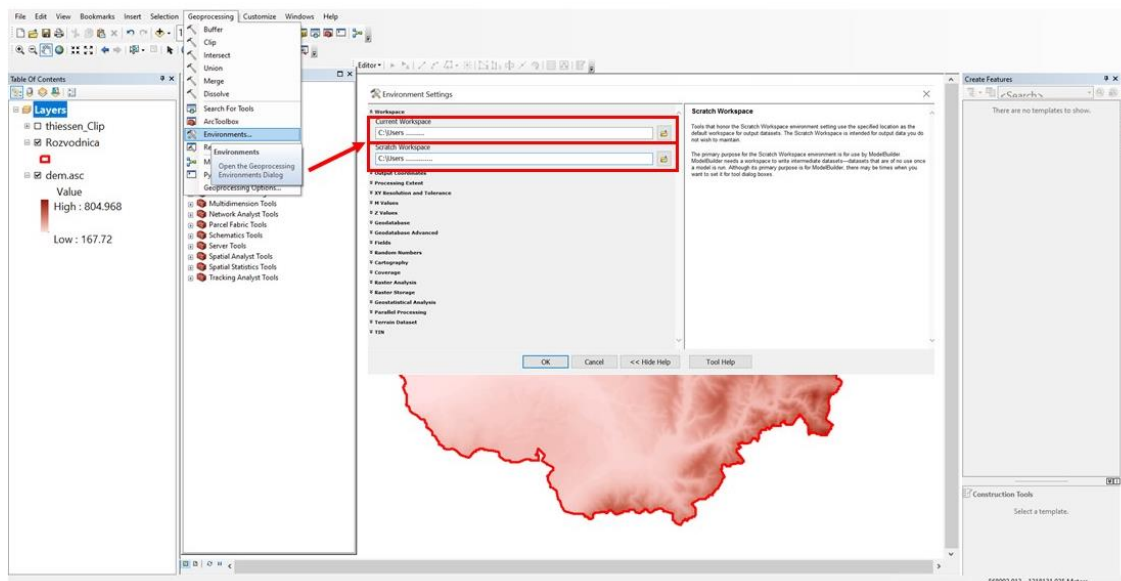 File Edit View Bookmarks Insert Selection Geoprocessing Customize Windows Help
Buffer
Clip
Intersect
Union
Merge
Dissolve
Search For Tools
ArcToolbox
Environments...
Environments
Open the Geoprocessing
Environments Dialog
Geoprocessing Options...
Multidimension Tools
Network Analyst Tools
Parcel Fabric Tools
Schematics Tools
Server Tools
Spatial Analyst Tools
Spatial Statistics Tools
Tracking Analyst Tools
Table Of Contents
Layers
thiessen_Clip
Rozvodnica
dem.asc
Value
High : 804.968
Low : 167.72
Editor
Environment Settings
Workspace
Current Workspace
C:\Users ........
Scratch Workspace
C:\Users ............
Output Coordinates
Processing Extent
XY Resolution and Tolerance
M Values
Z Values
Geodatabase
Geodatabase Advanced
Fields
Random Numbers
Cartography
Coverage
Raster Analysis
Raster Storage
Geostatistical Analysis
Parallel Processing
Terrain Dataset
TIN
Scratch Workspace
Tools that honor the Scratch Workspace environment setting use the specified location as the
default workspace for output datasets. The Scratch Workspace is intended for output data you do
not wish to maintain.
The primary purpose for the Scratch Workspace environment is for use by ModelBuilder.
ModelBuilder needs a workspace to write intermediate datasets—datasets that are of no use once
a model is run. Although its primary purpose is for ModelBuilder, there may be times when you
want to set it for tool dialog boxes.
OK Cancel << Hide Help Tool Help
Create Features
<Search>
There are no templates to show.
Construction Tools
Select a template.